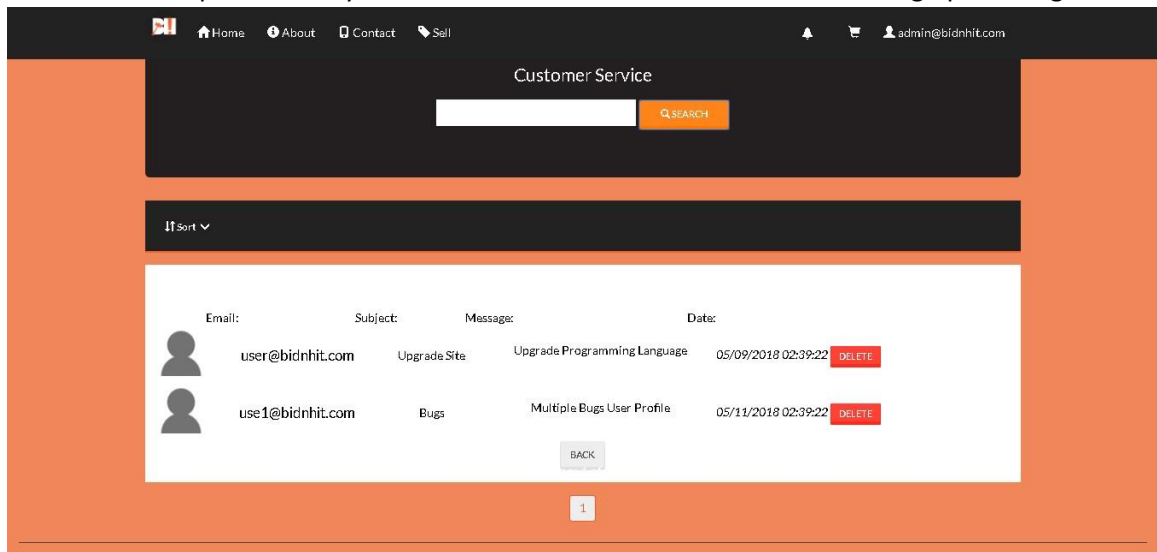 Home About Contact Sell admin@bidnhit.com
Customer Service
SEARCH
Sort
Email: Subject: Message: Date:
user@bidnhit.com Upgrade Site Upgrade Programming Language 05/09/2018 02:39:22 DELETE
use1@bidnhit.com Bugs Multiple Bugs User Profile 05/11/2018 02:39:22 DELETE
BACK
1